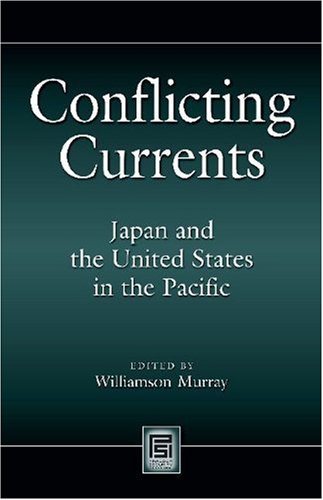 Conflicting
Currents
Japan and
the United States
in the Pacific
EDITED BY
Williamson Murray